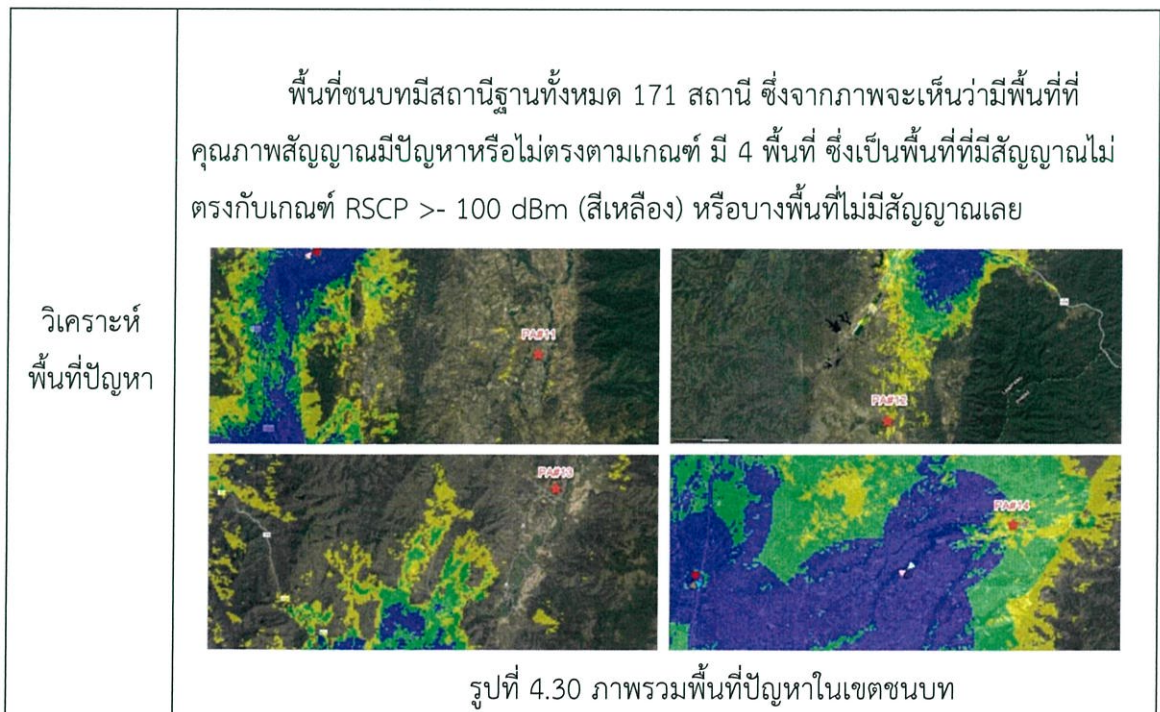 พื้นที่ชนบทมีสถานีฐานทั้งหมด 171 สถานี ซึ่งจากภาพจะเห็นว่ามีพื้นที่ที่
คุณภาพสัญญาณมีปัญหาหรือไม่ตรงตามเกณฑ์ มี 4 พื้นที่ ซึ่งเป็นพื้นที่ที่มีสัญญาณไม่
ตรงกับเกณฑ์ RSCP >- 100 dBm (สีเหลือง) หรือบางพื้นที่ไม่มีสัญญาณเลย
วิเคราะห์
พื้นที่ปัญหา
PA#11
PA#12
PA#13
PA#14
รูปที่ 4.30 ภาพรวมพื้นที่ปัญหาในเขตชนบท